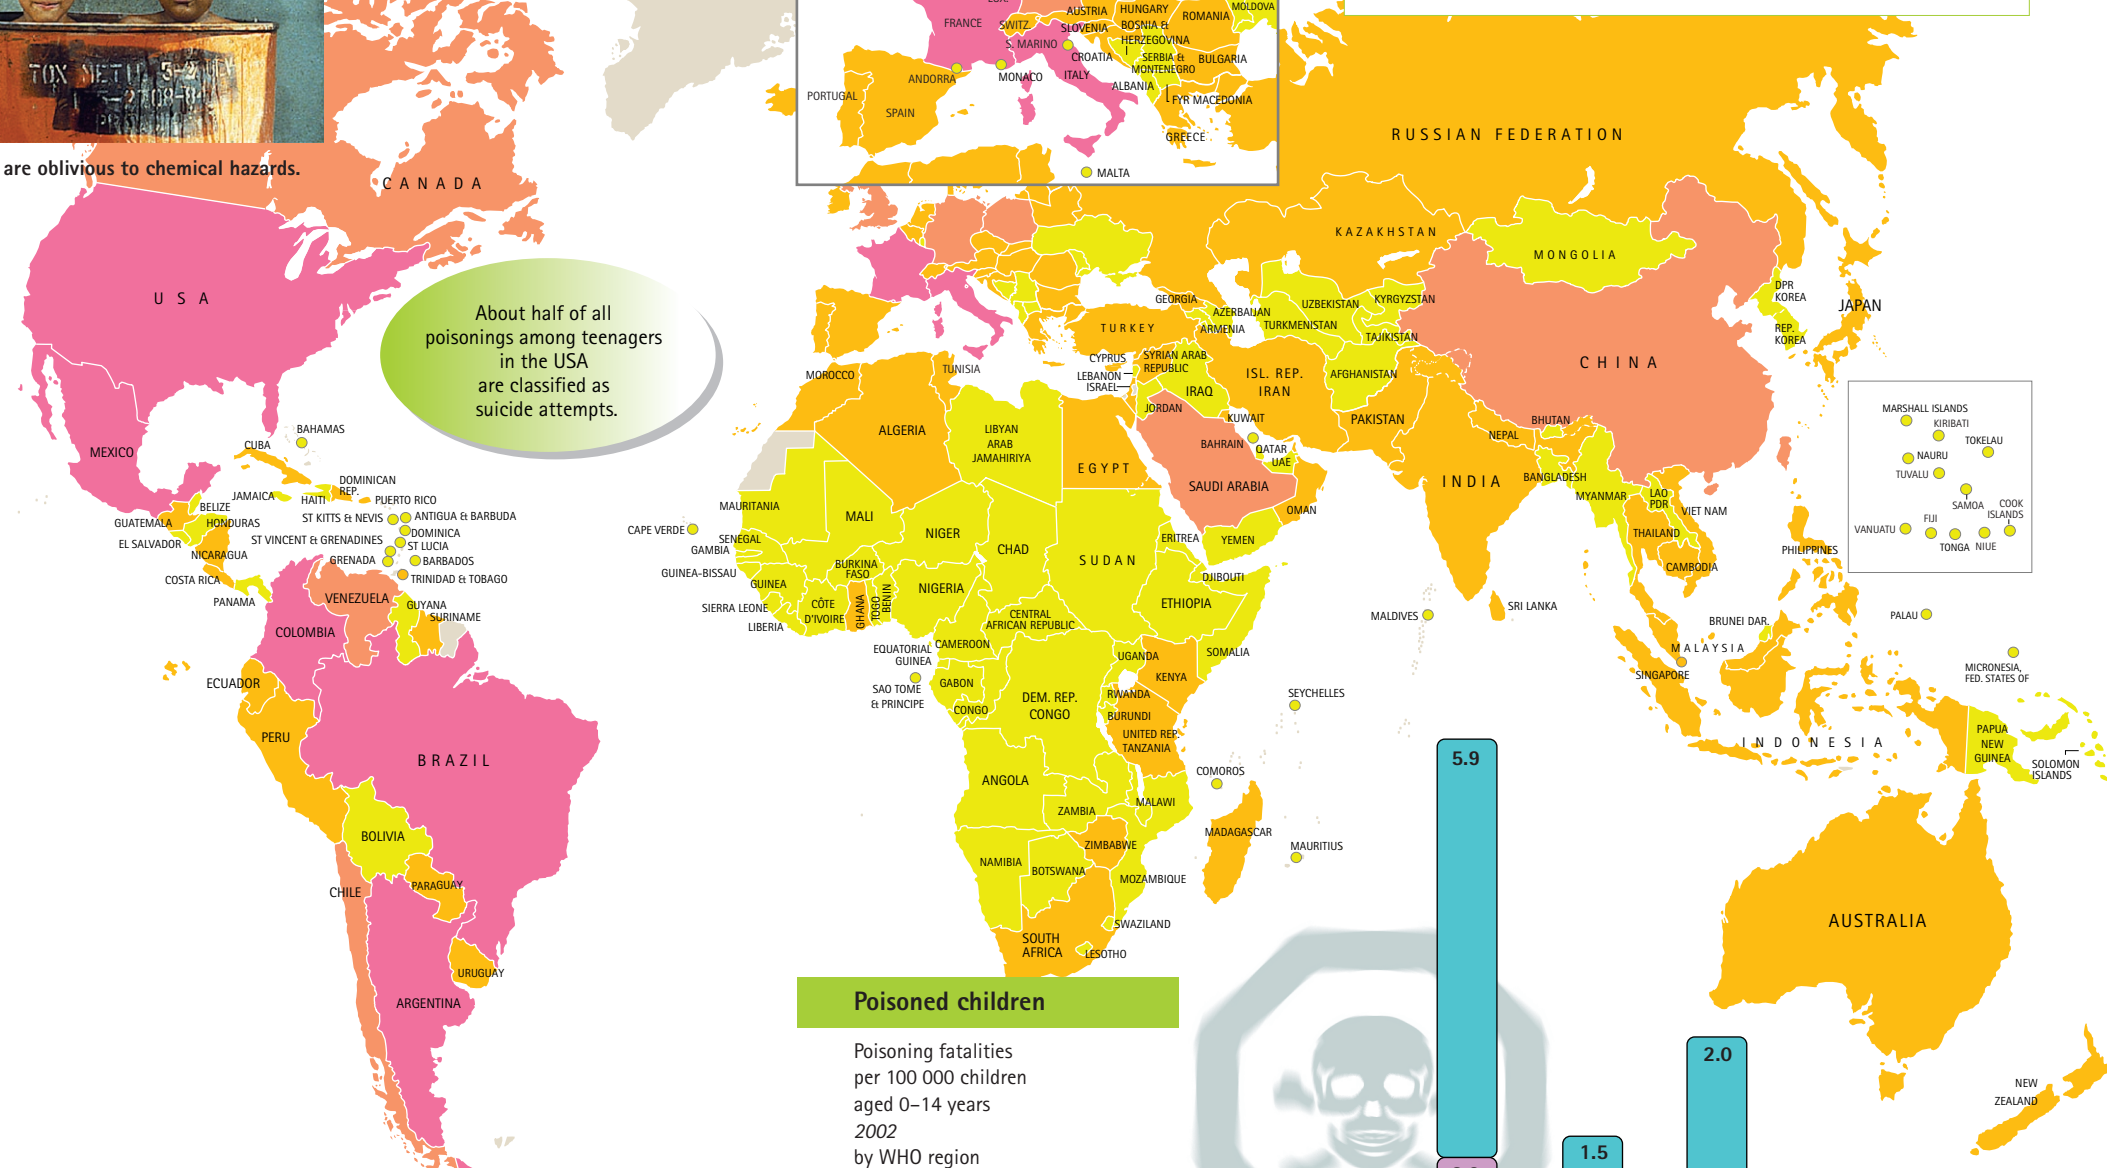 are oblivious to chemical hazards.
CANADA
USA
MEXICO
About half of all
poisonings among teenagers
in the USA
are classified as
suicide attempts.
BAHAMAS
CUBA
DOMINICAN
REP.
JAMAICA
HAITI
PUERTO RICO
BELIZE
ST KITTS & NEVIS
ANTIGUA & BARBUDA
GUATEMALA
HONDURAS
DOMINICA
EL SALVADOR
ST VINCENT & GRENADINES
ST LUCIA
NICARAGUA
GRENADA
BARBADOS
COSTA RICA
TRINIDAD & TOBAGO
PANAMA
VENEZUELA
GUYANA
SURINAME
COLOMBIA
ECUADOR
PERU
BRAZIL
BOLIVIA
CHILE
PARAGUAY
URUGUAY
ARGENTINA
FRANCE
SWITZ
AUSTRIA
HUNGARY
ROMANIA
MOLDOVA
SLOVENIA
BOSNIA &
HERZEGOVINA
S. MARINO
CROATIA
SERBIA &
MONTENEGRO
BULGARIA
ANDORRA
MONACO
ITALY
ALBANIA
FYR MACEDONIA
PORTUGAL
SPAIN
GREECE
MALTA
RUSSIAN FEDERATION
KAZAKHSTAN
MONGOLIA
GEORGIA
AZERBAIJAN
ARMENIA
UZBEKISTAN
KYRGYZSTAN
TURKMENISTAN
TAJIKISTAN
TURKEY
DPR
KOREA
REP.
KOREA
JAPAN
CHINA
CYPRUS
SYRIAN ARAB
REPUBLIC
LEBANON
ISRAEL
IRAQ
ISL. REP.
IRAN
AFGHANISTAN
JORDAN
KUWAIT
PAKISTAN
BAHRAIN
QATAR
UAE
SAUDI ARABIA
OMAN
YEMEN
NEPAL
BHUTAN
INDIA
BANGLADESH
MYANMAR
LAO
PDR
VIET NAM
THAILAND
CAMBODIA
PHILIPPINES
SRI LANKA
MALDIVES
BRUNEI DAR.
MALAYSIA
SINGAPORE
INDONESIA
MOROCCO
TUNISIA
ALGERIA
LIBYAN
ARAB
JAMAHIRIYA
EGYPT
MAURITANIA
CAPE VERDE
MALI
NIGER
CHAD
SUDAN
ERITREA
DJIBOUTI
SENEGAL
GAMBIA
GUINEA-BISSAU
GUINEA
SIERRA LEONE
LIBERIA
BURKINA
FASO
CÔTE
D'IVOIRE
GHANA
TOGO
BENIN
NIGERIA
CENTRAL
AFRICAN REPUBLIC
ETHIOPIA
SOMALIA
CAMEROON
EQUATORIAL
GUINEA
SAO TOME
& PRINCIPE
GABON
CONGO
DEM. REP.
CONGO
UGANDA
KENYA
RWANDA
BURUNDI
UNITED REP.
TANZANIA
SEYCHELLES
COMOROS
ANGOLA
ZAMBIA
MALAWI
MADAGASCAR
MAURITIUS
ZIMBABWE
NAMIBIA
BOTSWANA
MOZAMBIQUE
SWAZILAND
SOUTH
AFRICA
LESOTHO
MARSHALL ISLANDS
KIRIBATI
TOKELAU
NAURU
TUVALU
SAMOA
COOK
ISLANDS
VANUATU
FIJI
TONGA
NIUE
PALAU
MICRONESIA,
FED. STATES OF
PAPUA
NEW
GUINEA
SOLOMON
ISLANDS
AUSTRALIA
NEW
ZEALAND
Poisoned children
Poisoning fatalities
per 100 000 children
aged 0–14 years
2002
by WHO region
5.9
1.5
2.0